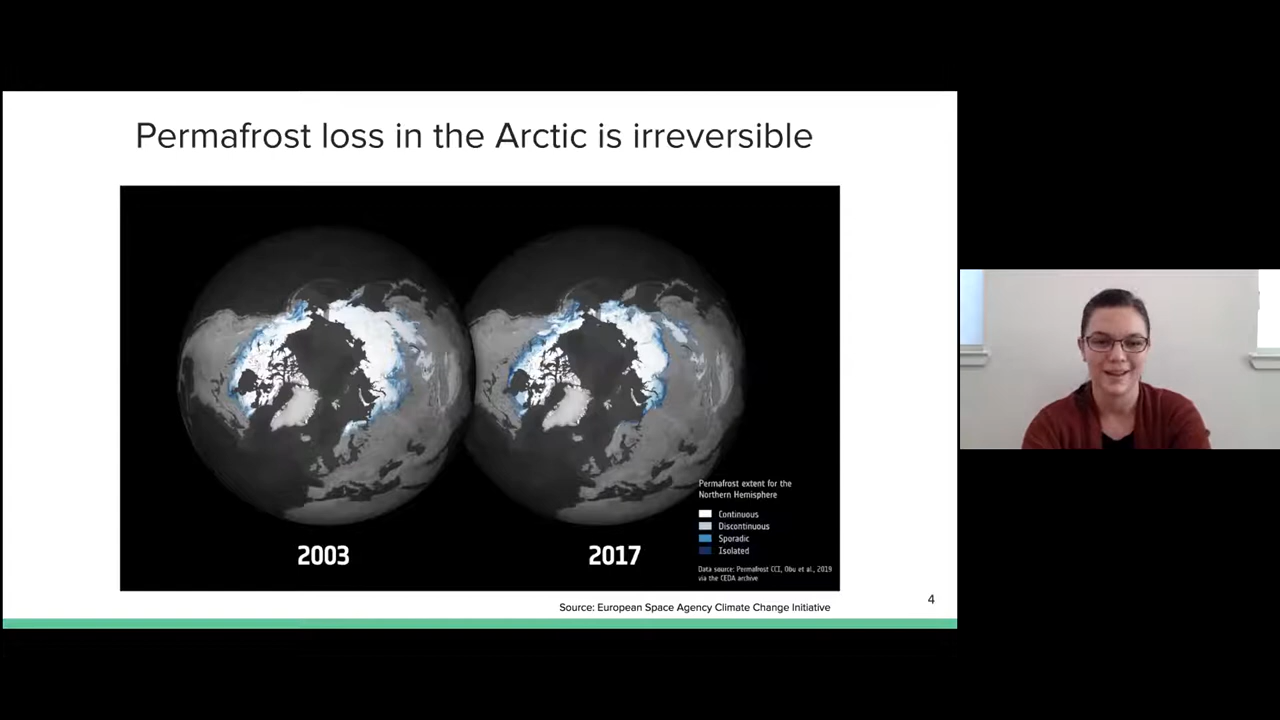 Permafrost loss in the Arctic is irreversible
2003
2017
Permafrost extent for the
Northern Hemisphere
Continuous
Discontinuous
Sporadic
Isolated
Data source: Permafrost CCI, Obu et al., 2019
via the CEDA archive
Source: European Space Agency Climate Change Initiative
4